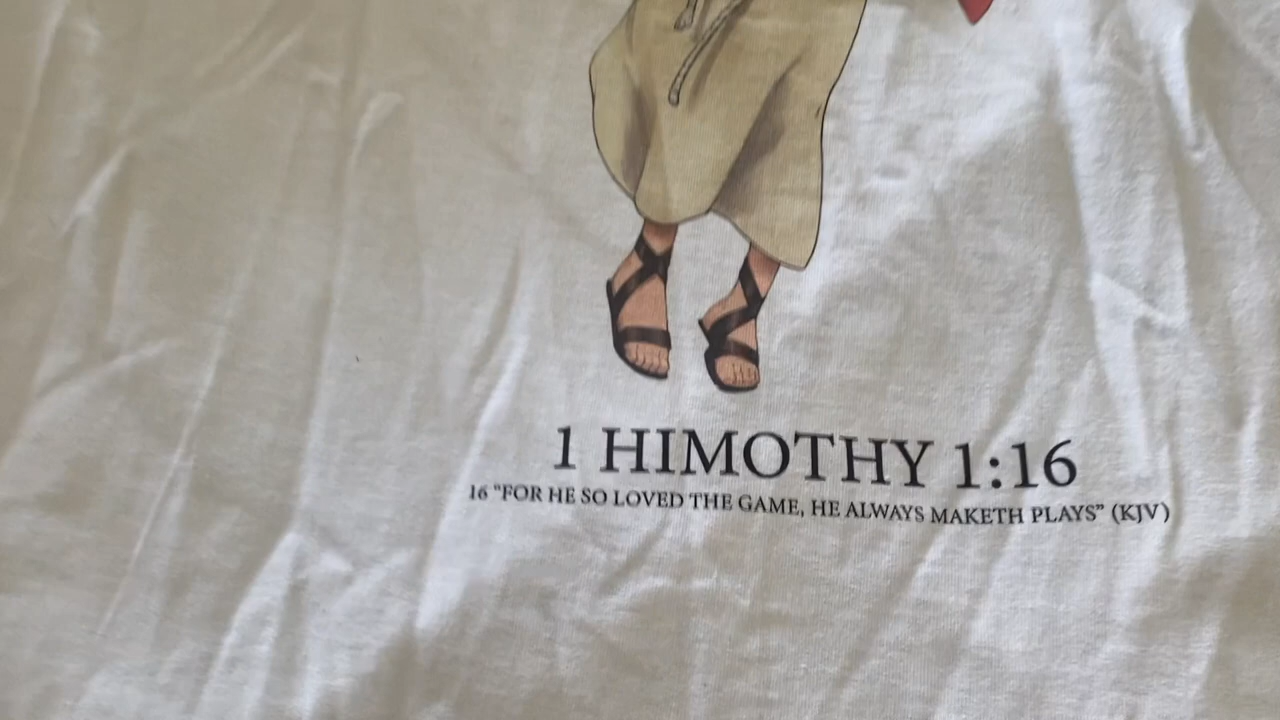 1 HIMOTHY 1:16
16 "FOR HE SO LOVED THE GAME, HE ALWAYS MAKETH PLAYS” (KJV)